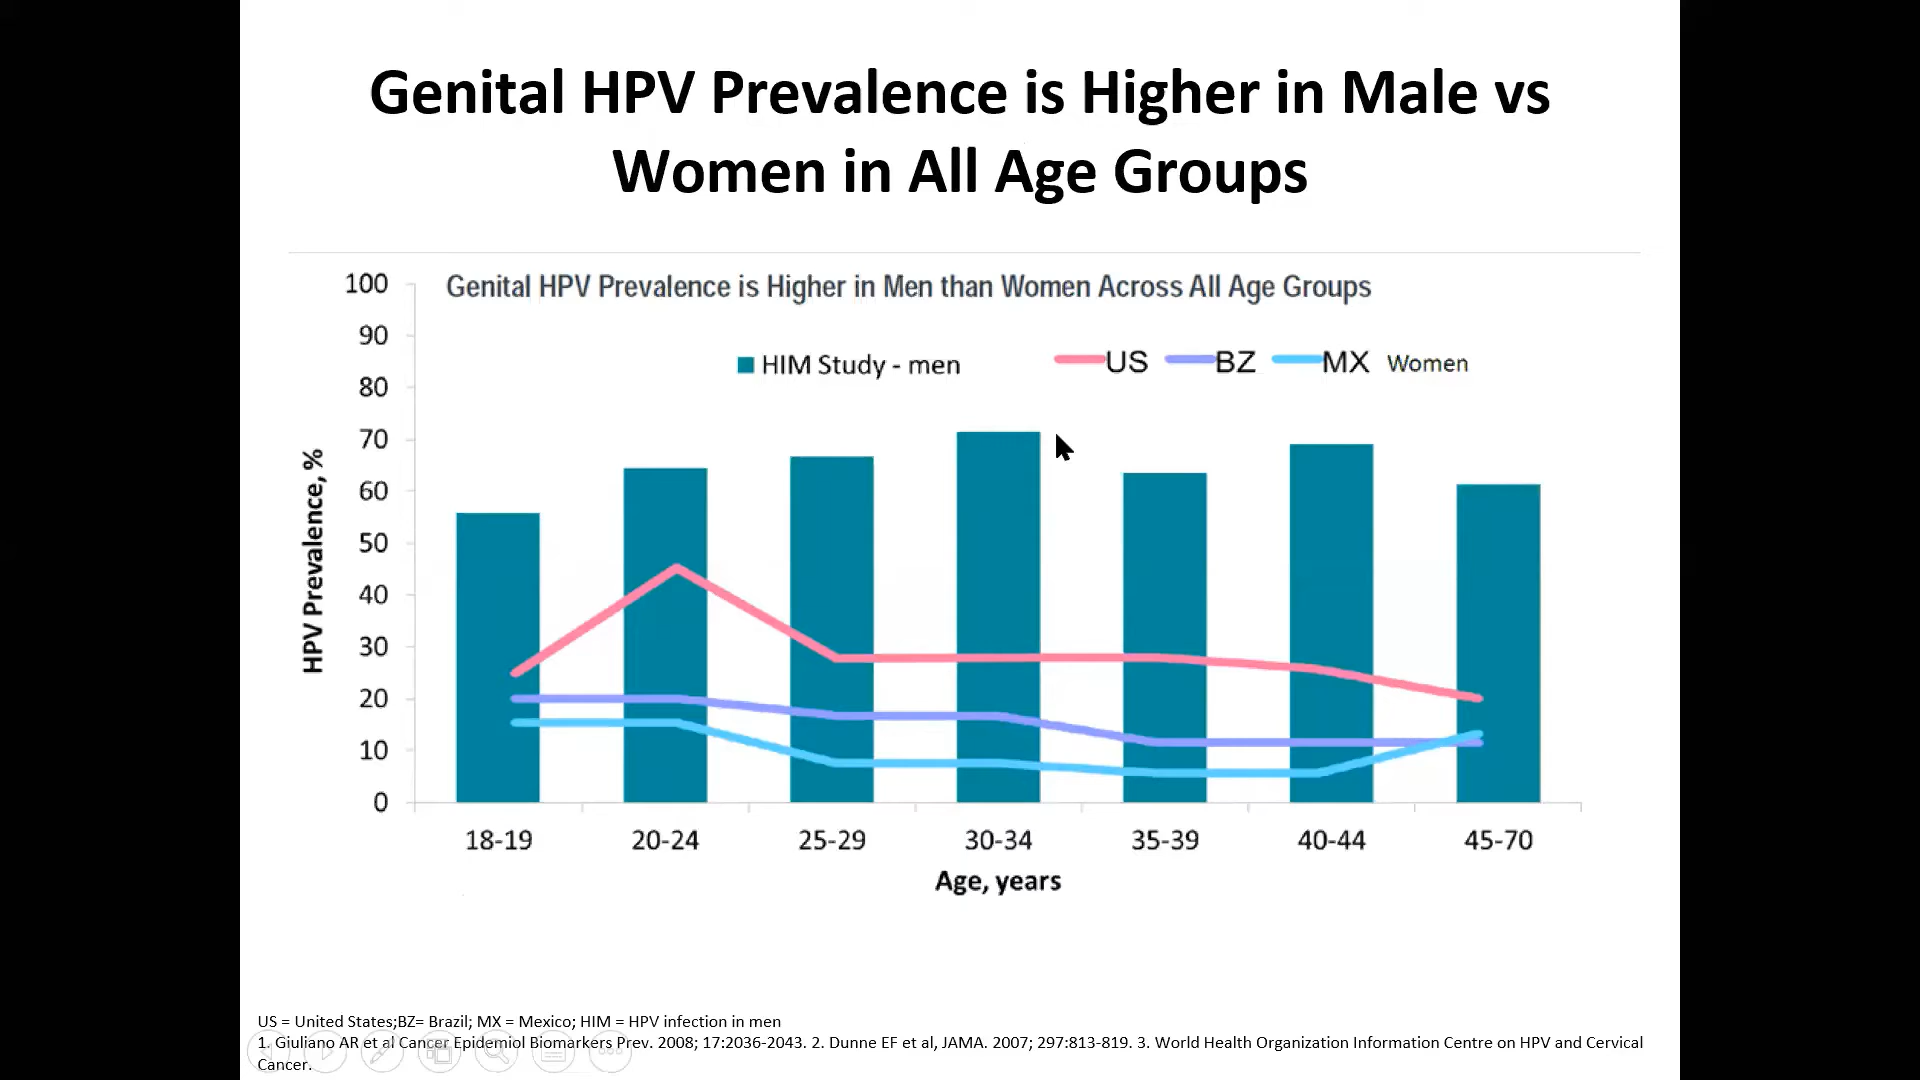 Genital HPV Prevalence is Higher in Male vs
Women in All Age Groups
Genital HPV Prevalence is Higher in Men than Women Across All Age Groups
HIM Study - men
US BZ MX Women
HPV Prevalence, %
100
90
80
70
60
50
40
30
20
10
0
18-19 20-24 25-29 30-34 35-39 40-44 45-70
Age, years
US = United States;BZ= Brazil; MX = Mexico; HIM = HPV infection in men
1. Giuliano AR et al Cancer Epidemiol Biomarkers Prev. 2008; 17:2036-2043. 2. Dunne EF et al, JAMA. 2007; 297:813-819. 3. World Health Organization Information Centre on HPV and Cervical
Cancer.